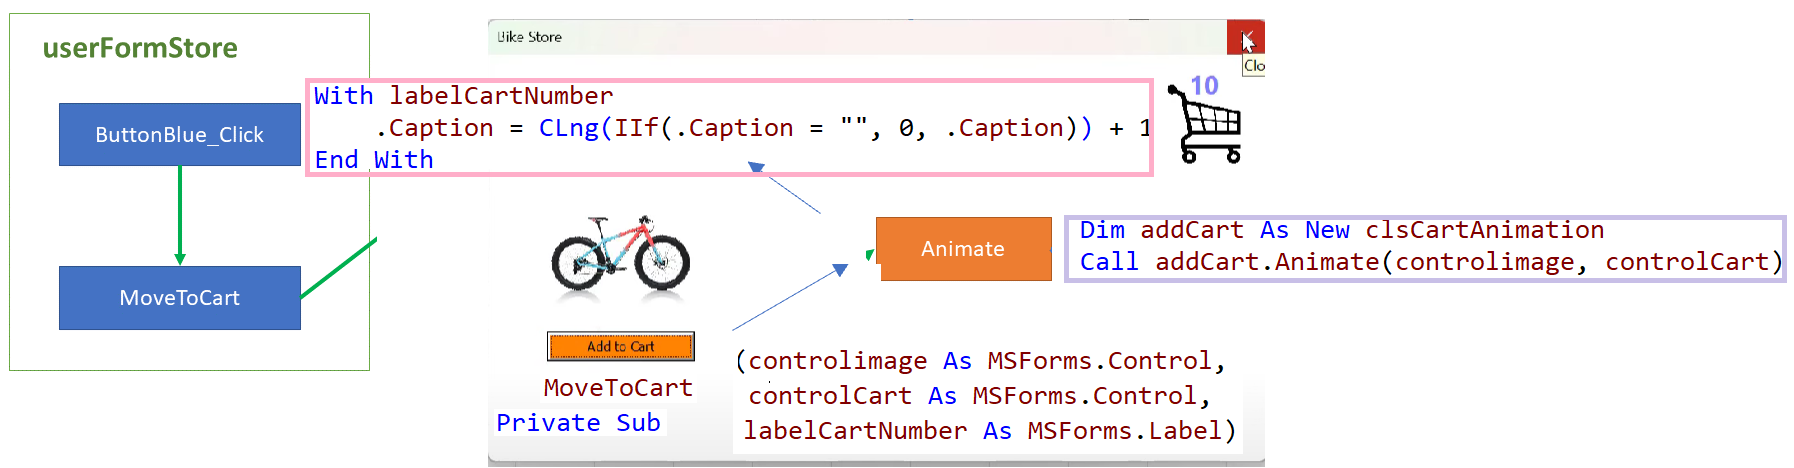 userFormStore
ButtonBlue_Click
MoveToCart
Bike Store
Clo
With labelCartNumber
.Caption = CLng(IIf(.Caption = "", 0, .Caption)) + 1
End With
10
Animate
Dim addCart As New clsCartAnimation
Call addCart.Animate(controlimage, controlCart)
Add to Cart
MoveToCart
Private Sub
(controlimage As MSForms.Control,
controlCart As MSForms.Control,
labelCartNumber As MSForms.Label)